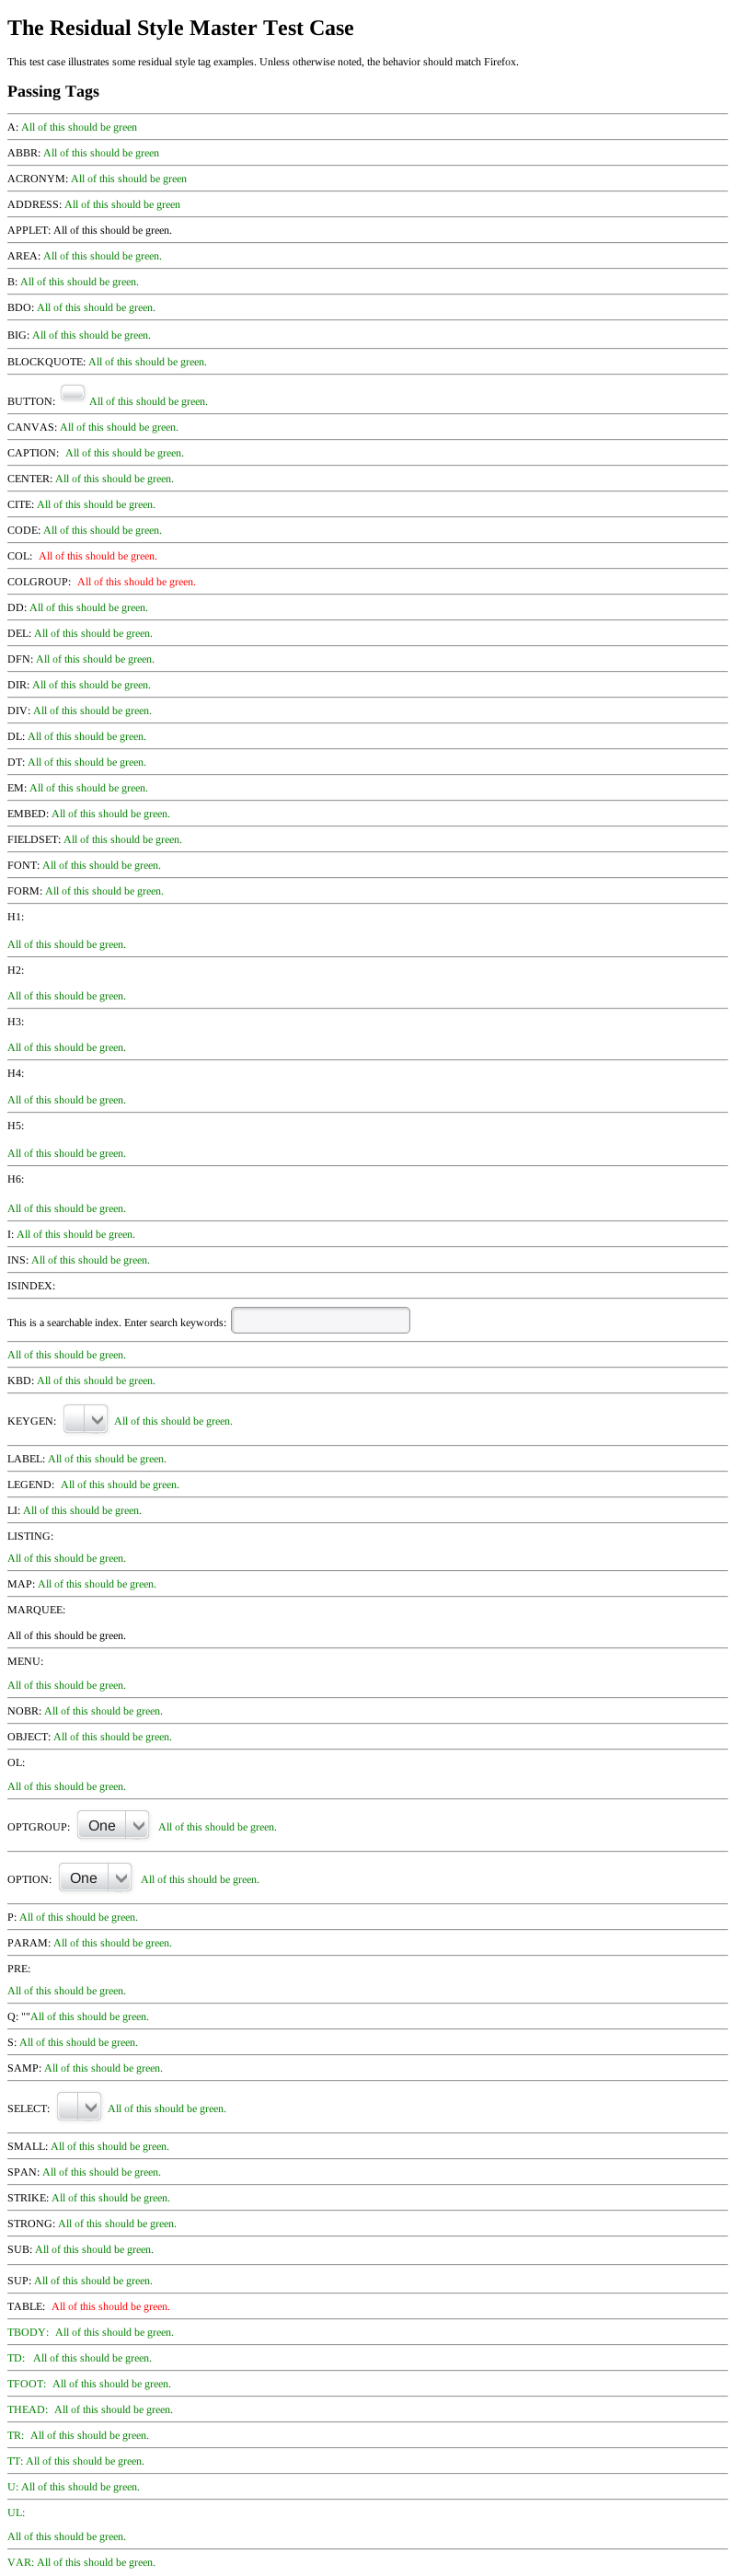 The Residual Style Master Test Case
This test case illustrates some residual style tag examples. Unless otherwise noted, the behavior should match Firefox.
Passing Tags
A: All of this should be green
ABBR: All of this should be green
ACRONYM: All of this should be green
ADDRESS: All of this should be green
APPLET: All of this should be green.
AREA: All of this should be green.
B: All of this should be green.
BDO: All of this should be green.
BIG: All of this should be green.
BLOCKQUOTE: All of this should be green.
BUTTON: All of this should be green.
CANVAS: All of this should be green.
CAPTION: All of this should be green.
CENTER: All of this should be green.
CITE: All of this should be green.
CODE: All of this should be green.
COL: All of this should be green.
COLGROUP: All of this should be green.
DD: All of this should be green.
DEL: All of this should be green.
DFN: All of this should be green.
DIR: All of this should be green.
DIV: All of this should be green.
DL: All of this should be green.
DT: All of this should be green.
EM: All of this should be green.
EMBED: All of this should be green.
FIELDSET: All of this should be green.
FONT: All of this should be green.
FORM: All of this should be green.
H1:
All of this should be green.
H2:
All of this should be green.
H3:
All of this should be green.
H4:
All of this should be green.
H5:
All of this should be green.
H6:
All of this should be green.
I: All of this should be green.
INS: All of this should be green.
ISINDEX:
This is a searchable index. Enter search keywords:
All of this should be green.
KBD: All of this should be green.
KEYGEN: All of this should be green.
LABEL: All of this should be green.
LEGEND: All of this should be green.
LI: All of this should be green.
LISTING:
All of this should be green.
MAP: All of this should be green.
MARQUEE:
All of this should be green.
MENU:
All of this should be green.
NOBR: All of this should be green.
OBJECT: All of this should be green.
OL:
All of this should be green.
OPTGROUP: One All of this should be green.
OPTION: One All of this should be green.
P: All of this should be green.
PARAM: All of this should be green.
PRE:
All of this should be green.
Q: ""All of this should be green.
S: All of this should be green.
SAMP: All of this should be green.
SELECT: All of this should be green.
SMALL: All of this should be green.
SPAN: All of this should be green.
STRIKE: All of this should be green.
STRONG: All of this should be green.
SUB: All of this should be green.
SUP: All of this should be green.
TABLE: All of this should be green.
TBODY: All of this should be green.
TD: All of this should be green.
TFOOT: All of this should be green.
THEAD: All of this should be green.
TR: All of this should be green.
TT: All of this should be green.
U: All of this should be green.
UL:
All of this should be green.
VAR: All of this should be green.